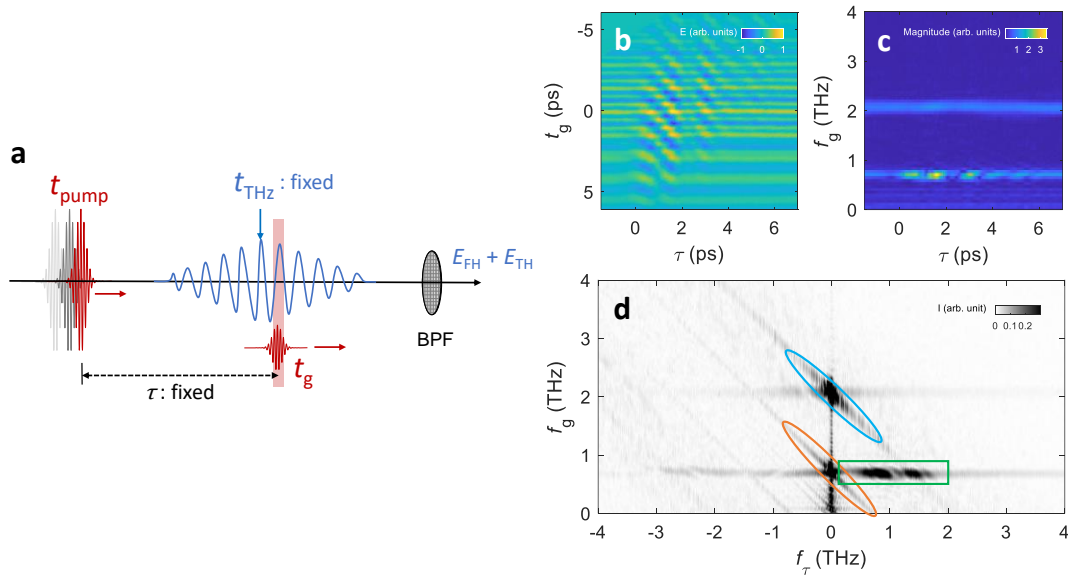 a
t_pump
t_THz : fixed
E_FH + E_TH
BPF
t_g
τ : fixed
b
E (arb. units)
-1 0 1
-5
0
5
t_g (ps)
0 2 4 6
τ (ps)
c
Magnitude (arb. units)
1 2 3
4
3
2
1
0
f_g (THz)
0 2 4 6
τ (ps)
d
I (arb. unit)
0 0.1 0.2
4
3
2
1
0
f_g (THz)
-4 -3 -2 -1 0 1 2 3 4
f_τ (THz)